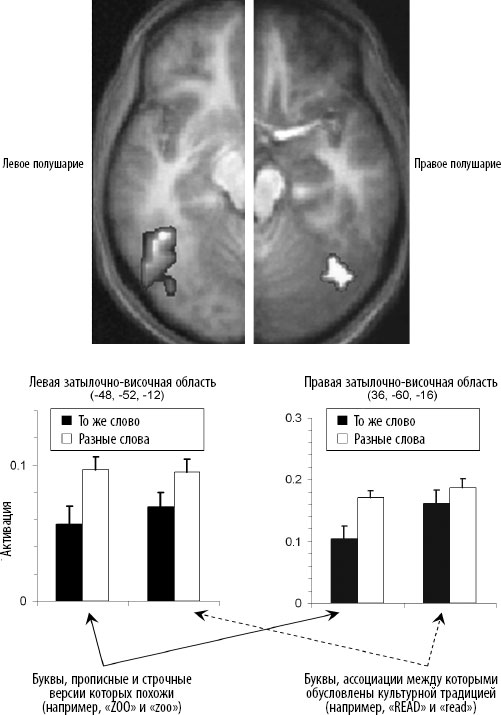 Левое полушарие
Правое полушарие
Левая затылочно-височная область
(-48, -52, -12)
То же слово
Разные слова
Активация
0.1
0
Правая затылочно-височная область
(36, -60, -16)
То же слово
Разные слова
0.3
0.2
0.1
0
Буквы, прописные и строчные
версии которых похожи
(например, «ZOO» и «zoo»)
Буквы, ассоциации между которыми
обусловлены культурной традицией
(например, «READ» и «read»)